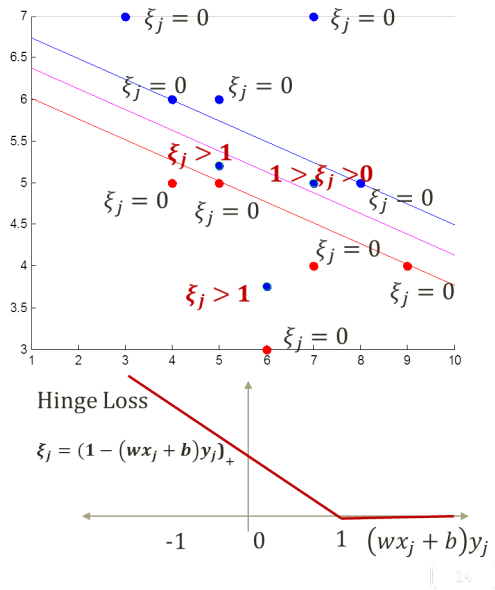 7
ξⱼ = 0
ξⱼ = 0
6.5
ξⱼ = 0
ξⱼ = 0
6
5.5
ξⱼ > 1
1 > ξⱼ >0
5
ξⱼ = 0
ξⱼ = 0
ξⱼ = 0
4.5
ξⱼ = 0
4
ξⱼ > 1
ξⱼ = 0
3.5
ξⱼ = 0
3
1 2 3 4 5 6 7 8 9 10
Hinge Loss
ξⱼ = (1 − (wxⱼ + b)yⱼ)₊
-1 0 1 (wxⱼ + b)yⱼ
14